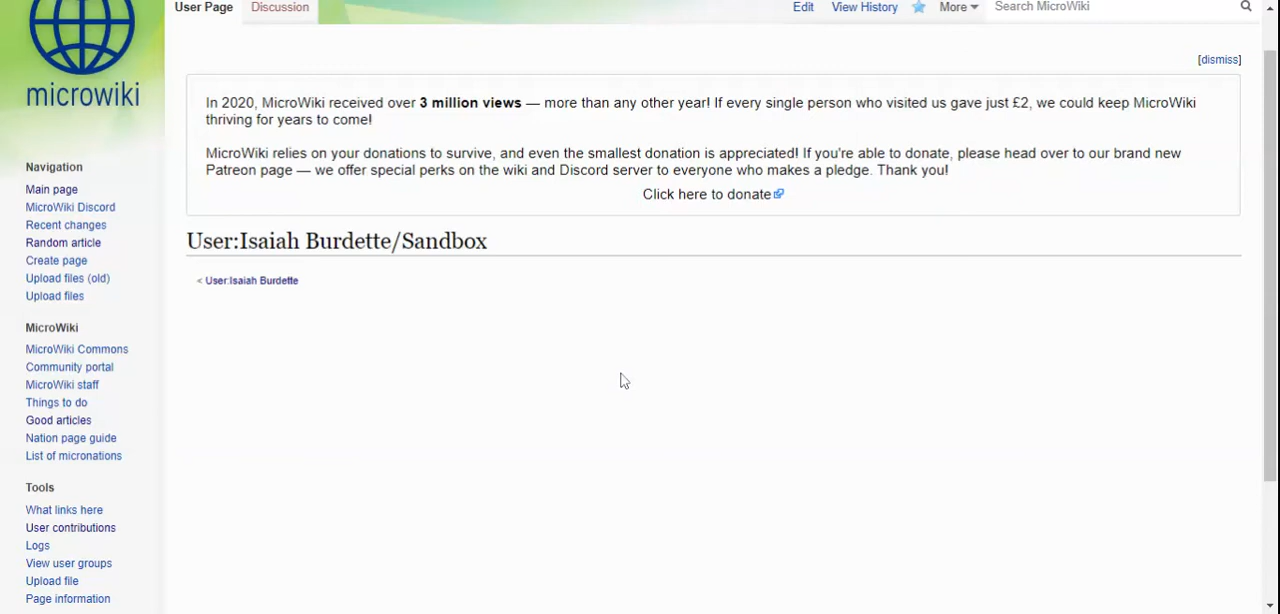 User Page
Discussion
Edit
View History
More
Search MicroWiki
microwiki
[dismiss]
In 2020, MicroWiki received over 3 million views — more than any other year! If every single person who visited us gave just £2, we could keep MicroWiki
thriving for years to come!
MicroWiki relies on your donations to survive, and even the smallest donation is appreciated! If you're able to donate, please head over to our brand new
Patreon page — we offer special perks on the wiki and Discord server to everyone who makes a pledge. Thank you!
Click here to donate
User:Isaiah Burdette/Sandbox
< User:Isaiah Burdette
Navigation
Main page
MicroWiki Discord
Recent changes
Random article
Create page
Upload files (old)
Upload files
MicroWiki
MicroWiki Commons
Community portal
MicroWiki staff
Things to do
Good articles
Nation page guide
List of micronations
Tools
What links here
User contributions
Logs
View user groups
Upload file
Page information